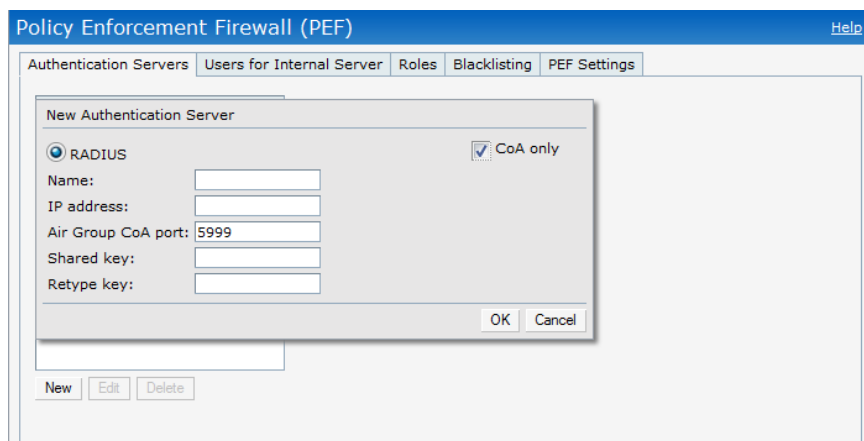 Policy Enforcement Firewall (PEF) Help
Authentication Servers Users for Internal Server Roles Blacklisting PEF Settings
New Authentication Server
RADIUS CoA only
Name:
IP address:
Air Group CoA port: 5999
Shared key:
Retype key:
OK Cancel
New Edit Delete